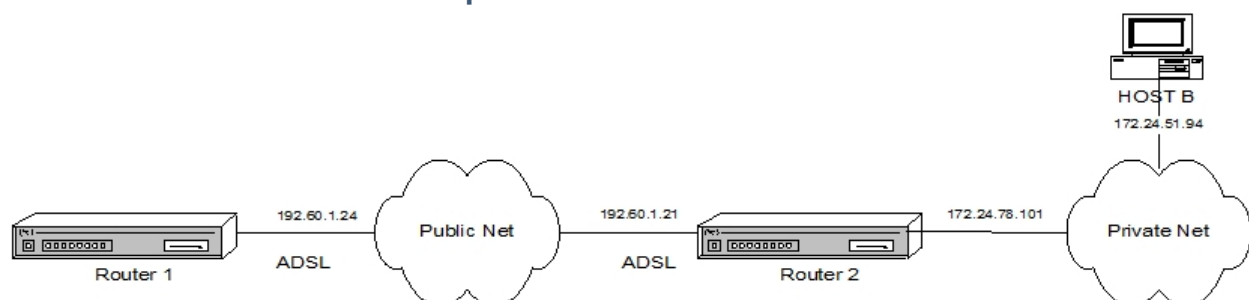 HOST B
172.24.51.94
192.60.1.24
Public Net
192.60.1.21
172.24.78.101
Private Net
ADSL
ADSL
Router 1
Router 2